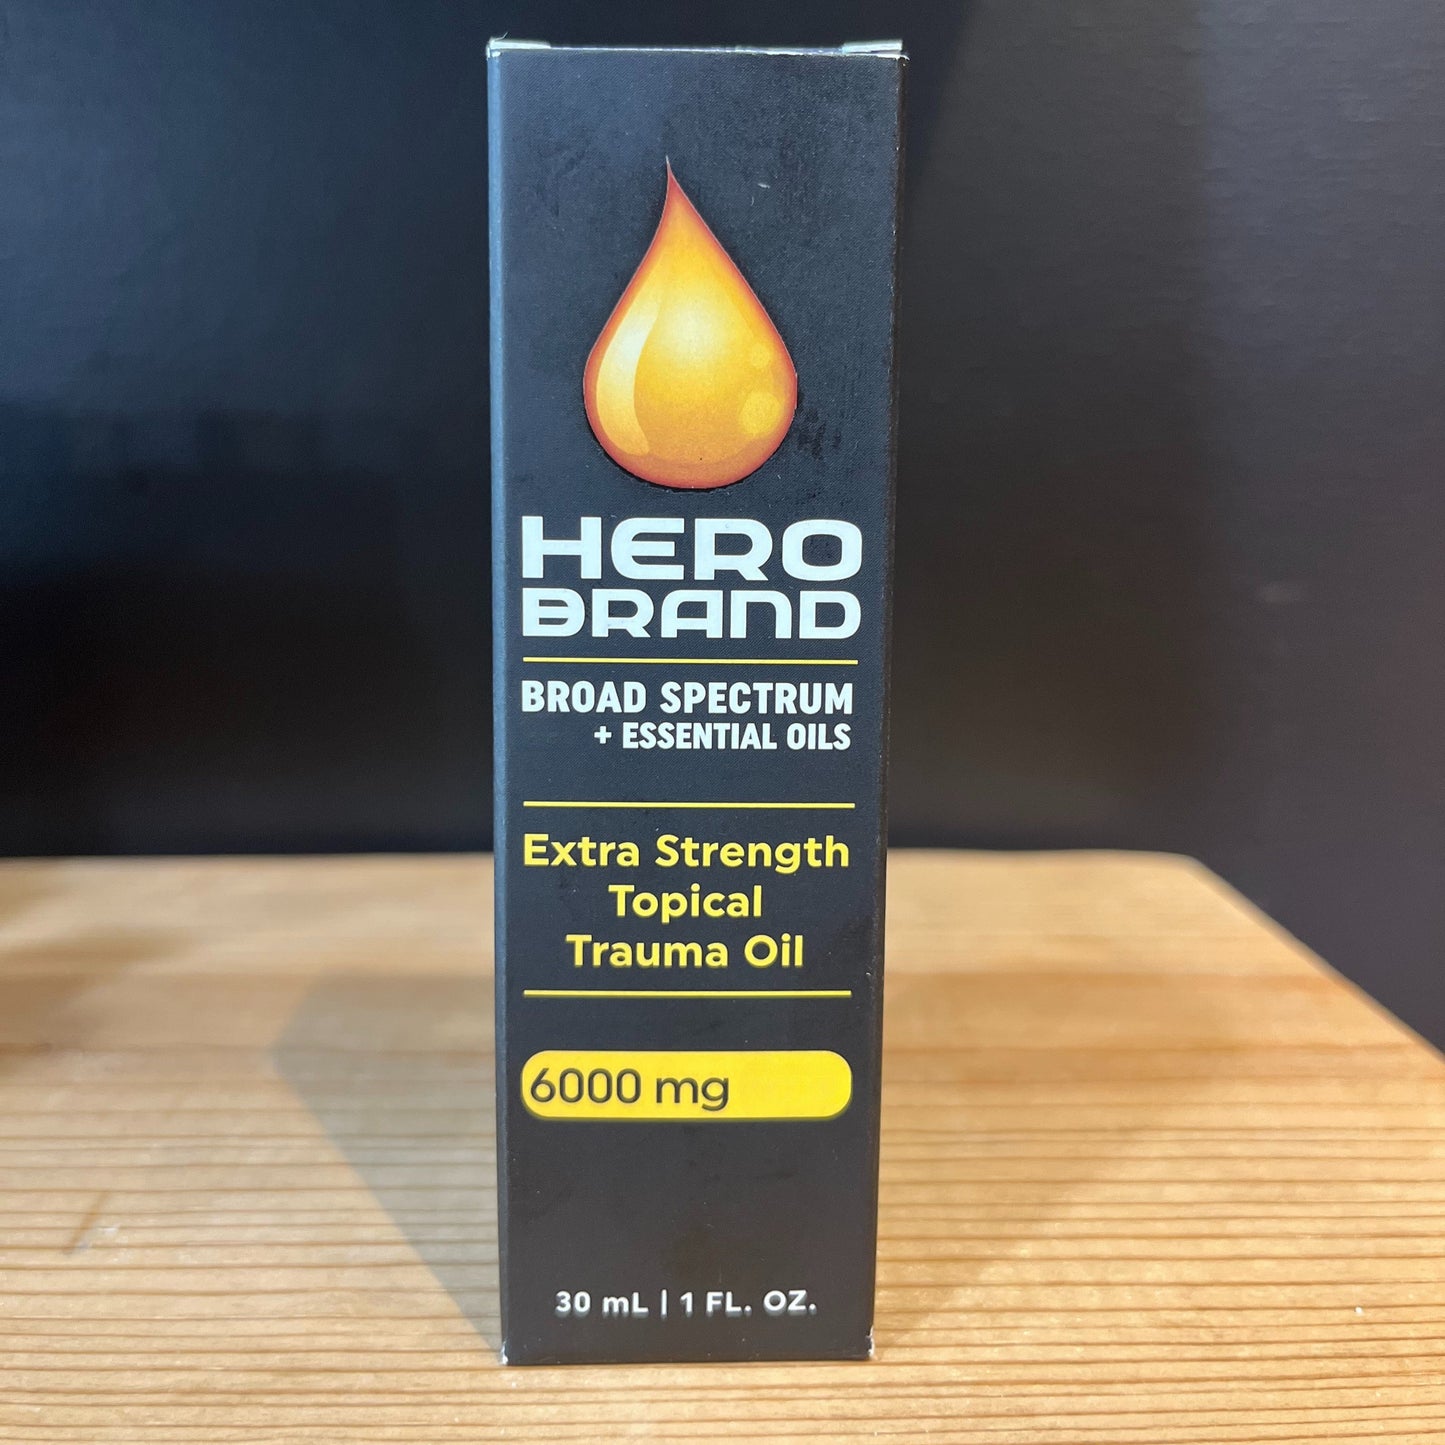 HERO
BRAND
BROAD SPECTRUM
+ ESSENTIAL OILS
Extra Strength
Topical
Trauma Oil
6000 mg
30 mL | 1 FL. OZ.